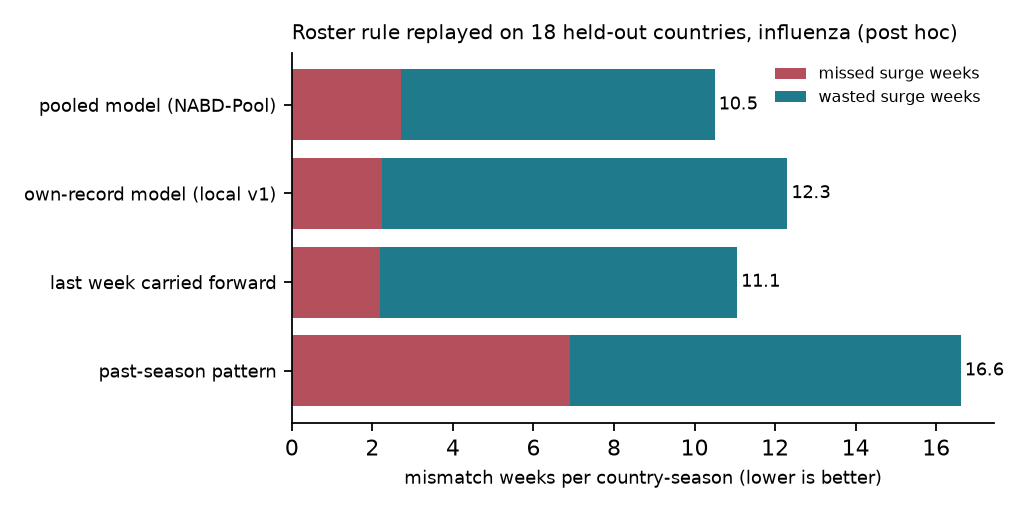 Roster rule replayed on 18 held-out countries, influenza (post hoc)
missed surge weeks
wasted surge weeks
pooled model (NABD-Pool)
10.5
own-record model (local v1)
12.3
last week carried forward
11.1
past-season pattern
16.6
0 2 4 6 8 10 12 14 16
mismatch weeks per country-season (lower is better)